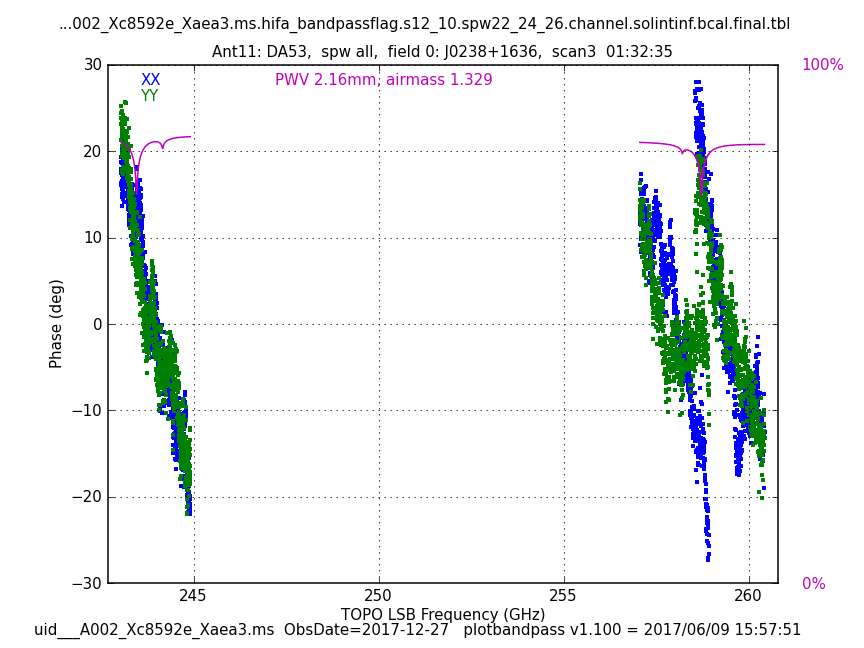 ...002_Xc8592e_Xaea3.ms.hifa_bandpassflag.s12_10.spw22_24_26.channel.solintinf.bcal.final.tbl
Ant11: DA53,  spw all,  field 0: J0238+1636,  scan3  01:32:35
30 100%
XX PWV 2.16mm, airmass 1.329
YY
20
10
0
−10
−20
−30 0%
Phase (deg)
245 250 255 260
TOPO LSB Frequency (GHz)
uid___A002_Xc8592e_Xaea3.ms  ObsDate=2017-12-27   plotbandpass v1.100 = 2017/06/09 15:57:51